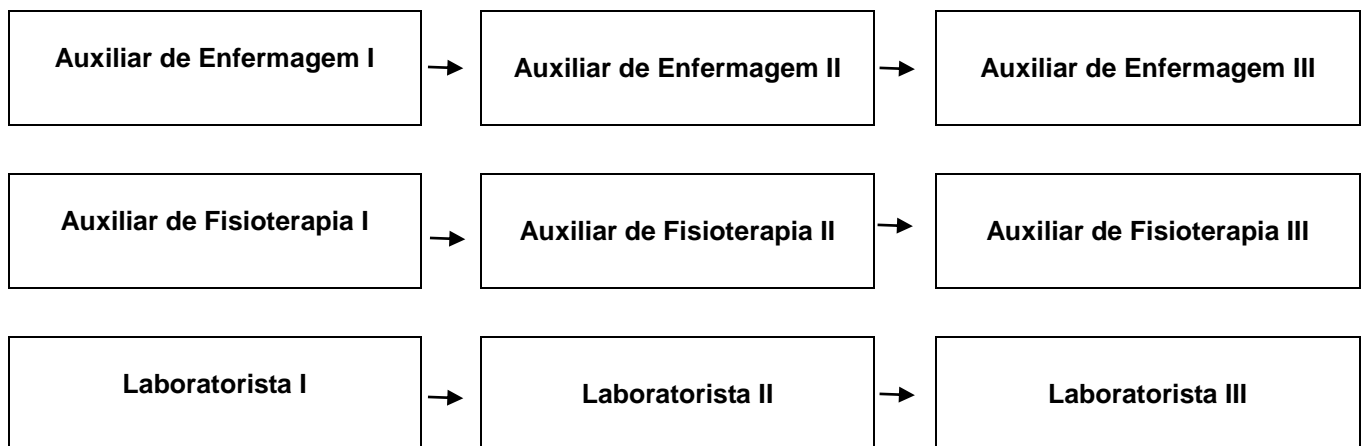 Auxiliar de Enfermagem I
Auxiliar de Enfermagem II
Auxiliar de Enfermagem III
Auxiliar de Fisioterapia I
Auxiliar de Fisioterapia II
Auxiliar de Fisioterapia III
Laboratorista I
Laboratorista II
Laboratorista III